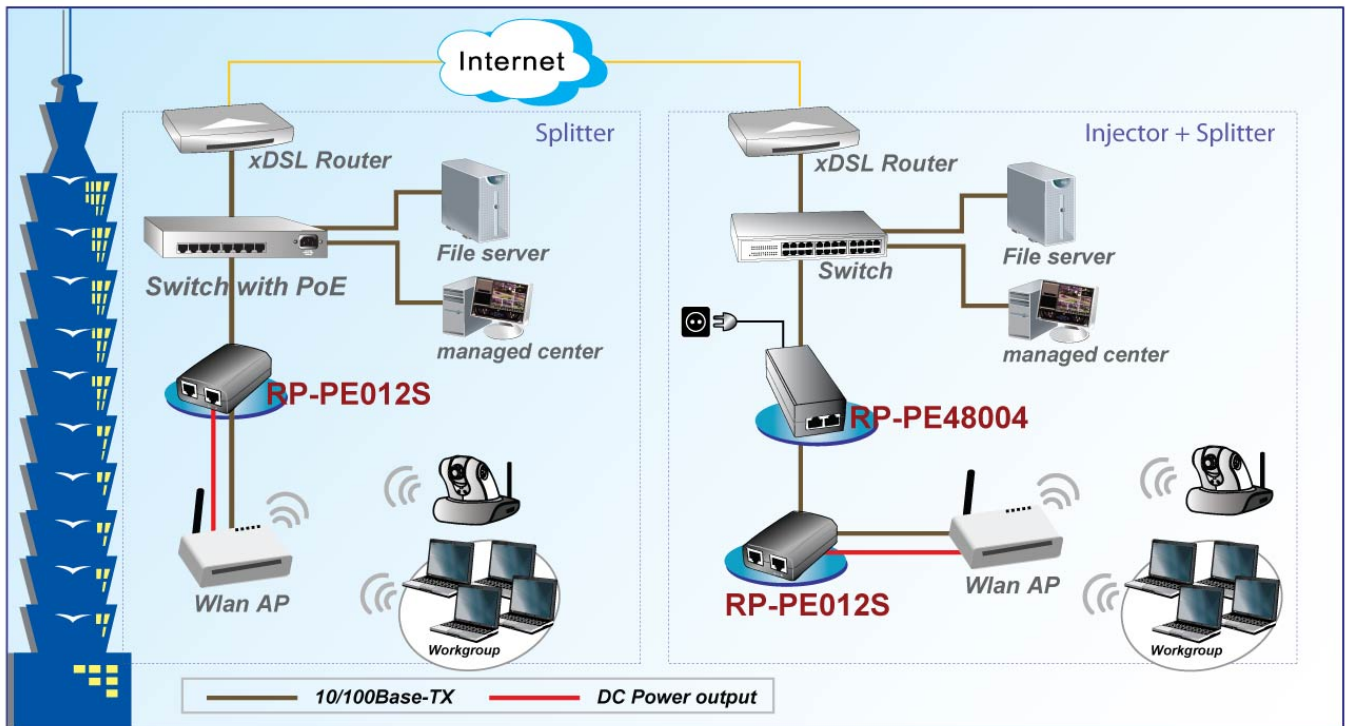 Internet
Splitter
xDSL Router
File server
Switch with PoE
managed center
RP-PE012S
Wlan AP
Workgroup
Injector + Splitter
xDSL Router
File server
Switch
managed center
RP-PE48004
RP-PE012S
Wlan AP
Workgroup
10/100Base-TX
DC Power output